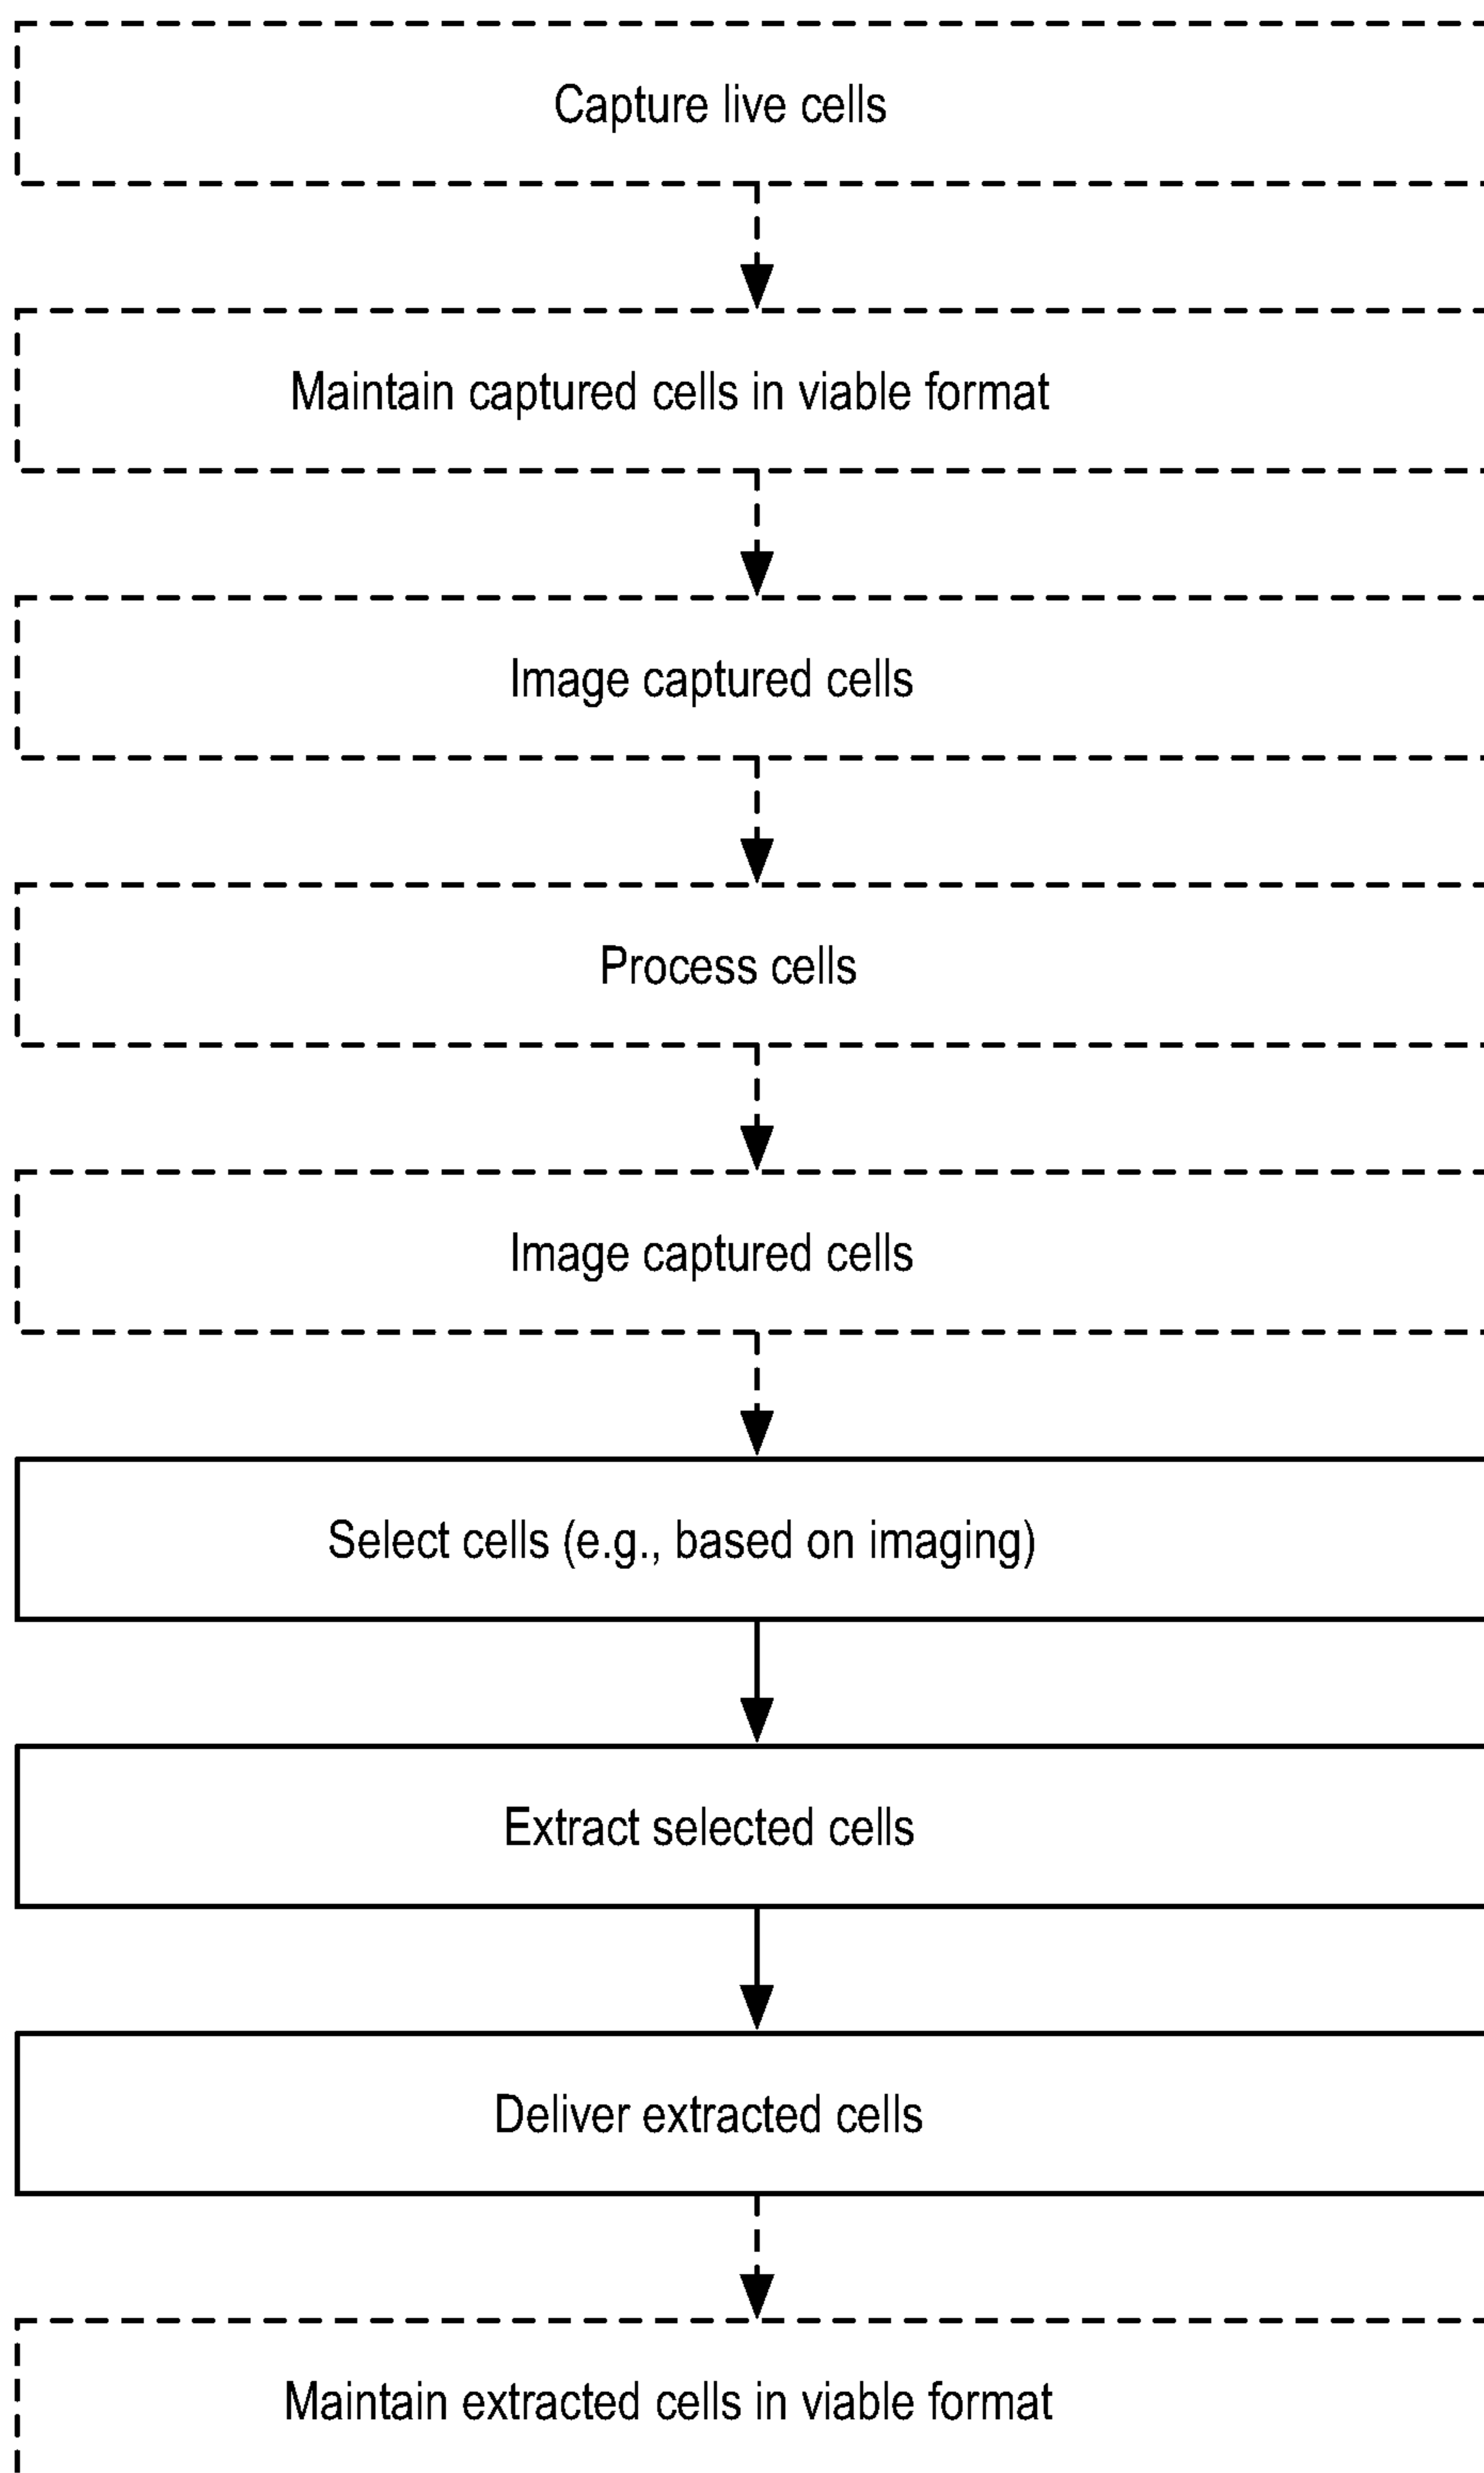 Capture live cells
Maintain captured cells in viable format
Image captured cells
Process cells
Image captured cells
Select cells (e.g., based on imaging)
Extract selected cells
Deliver extracted cells
Maintain extracted cells in viable format